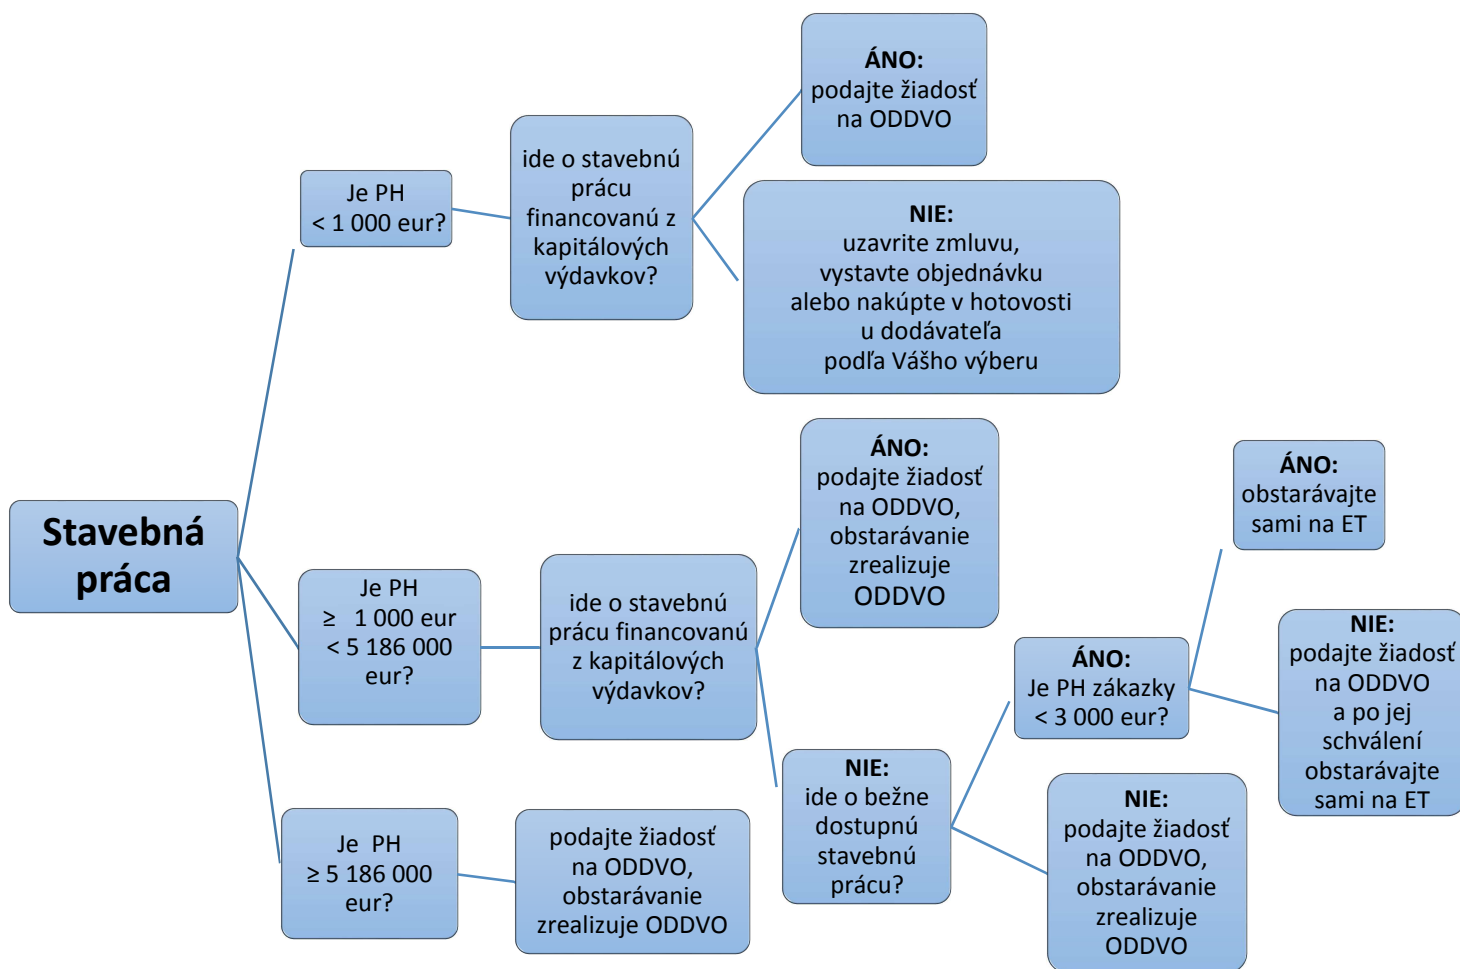 Stavebná
práca
Je PH
< 1 000 eur?
ide o stavebnú
prácu
financovanú z
kapitálových
výdavkov?
ÁNO:
podajte žiadosť
na ODDVO
NIE:
uzavrite zmluvu,
vystavte objednávku
alebo nakúpte v hotovosti
u dodávateľa
podľa Vášho výberu
Je PH
≥ 1 000 eur
< 5 186 000
eur?
ide o stavebnú
prácu financovanú
z kapitálových
výdavkov?
ÁNO:
podajte žiadosť
na ODDVO,
obstarávanie
zrealizuje
ODDVO
NIE:
ide o bežne
dostupnú
stavebnú
prácu?
ÁNO:
Je PH zákazky
< 3 000 eur?
ÁNO:
obstarávajte
sami na ET
NIE:
podajte žiadosť
na ODDVO
a po jej
schválení
obstarávajte
sami na ET
NIE:
podajte žiadosť
na ODDVO,
obstarávanie
zrealizuje
ODDVO
Je PH
≥ 5 186 000
eur?
podajte žiadosť
na ODDVO,
obstarávanie
zrealizuje ODDVO